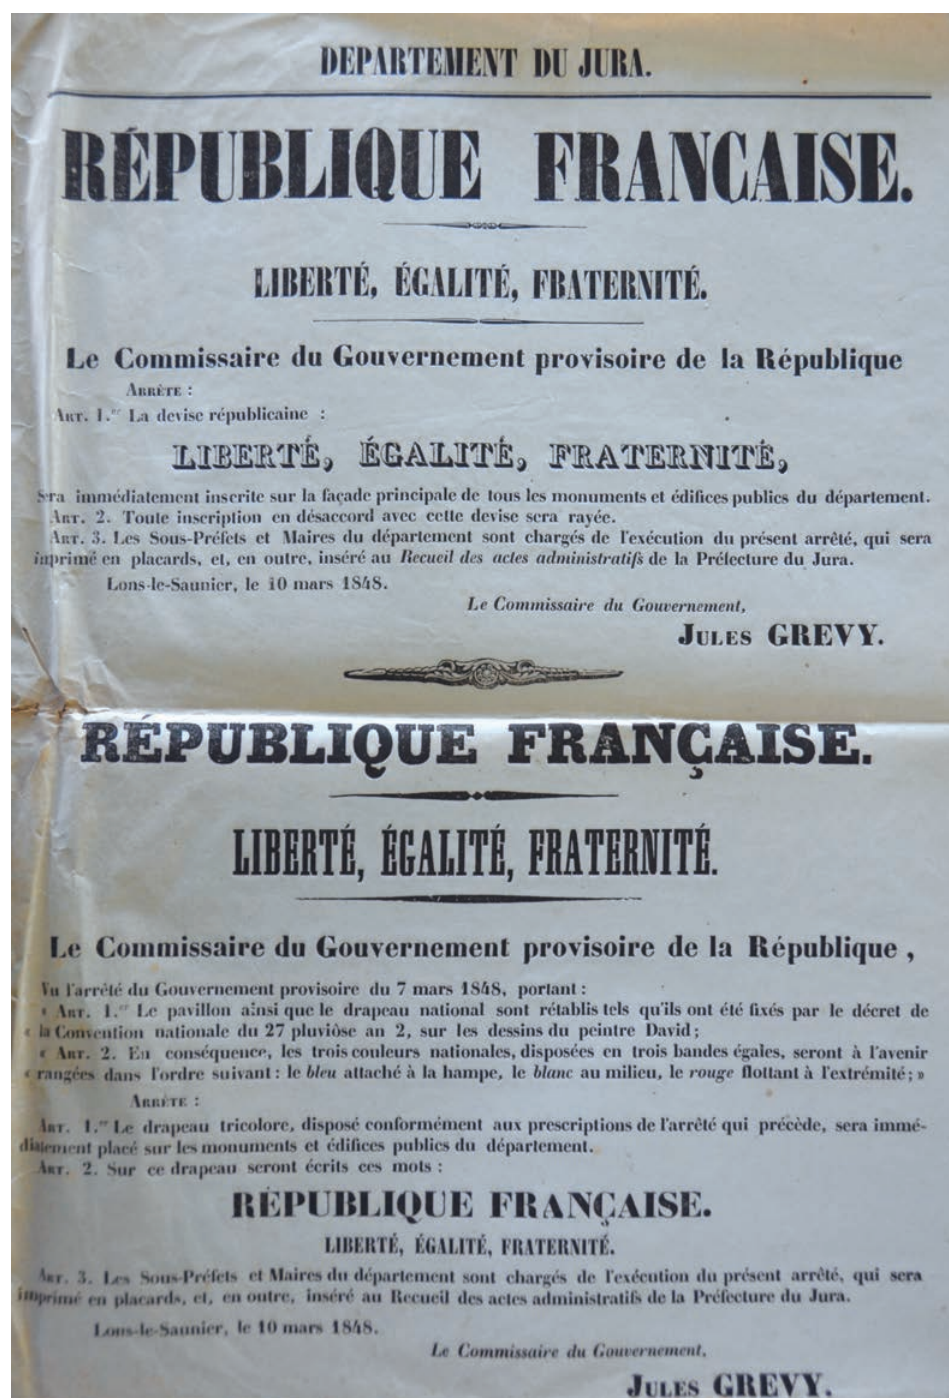 DEPARTEMENT DU JURA.
RÉPUBLIQUE FRANCAISE.
LIBERTÉ, ÉGALITÉ, FRATERNITÉ.
Le Commissaire du Gouvernement provisoire de la République
ARRÊTE :
ART. 1.er La devise républicaine :
LIBERTÉ, ÉGALITÉ, FRATERNITÉ,
Sera immédiatement inscrite sur la façade principale de tous les monuments et édifices publics du département.
ART. 2. Toute inscription en désaccord avec cette devise sera rayée.
ART. 3. Les Sous-Préfets et Maires du département sont chargés de l'exécution du présent arrêté, qui sera
imprimé en placards, et, en outre, inséré au Recueil des actes administratifs de la Préfecture du Jura.
Lons-le-Saunier, le 10 mars 1848.
Le Commissaire du Gouvernement,
JULES GREVY.
RÉPUBLIQUE FRANÇAISE.
LIBERTÉ, ÉGALITÉ, FRATERNITÉ.
Le Commissaire du Gouvernement provisoire de la République ,
Vu l'arrêté du Gouvernement provisoire du 7 mars 1848, portant :
« ART. 1.er Le pavillon ainsi que le drapeau national sont rétablis tels qu'ils ont été fixés par le décret de
« la Convention nationale du 27 pluviôse an 2, sur les dessins du peintre David ;
« ART. 2. En conséquence, les trois couleurs nationales, disposées en trois bandes égales, seront à l'avenir
« rangées dans l'ordre suivant : le bleu attaché à la hampe, le blanc au milieu, le rouge flottant à l'extrémité ; »
ARRÊTE :
ART. 1.er Le drapeau tricolore, disposé conformément aux prescriptions de l'arrêté qui précède, sera immé-
diatement placé sur les monuments et édifices publics du département.
ART. 2. Sur ce drapeau seront écrits ces mots :
RÉPUBLIQUE FRANÇAISE.
LIBERTÉ, ÉGALITÉ, FRATERNITÉ.
ART. 3. Les Sous-Préfets et Maires du département sont chargés de l'exécution du présent arrêté, qui sera
imprimé en placards, et, en outre, inséré au Recueil des actes administratifs de la Préfecture du Jura.
Lons-le-Saunier, le 10 mars 1848.
Le Commissaire du Gouvernement,
JULES GREVY.